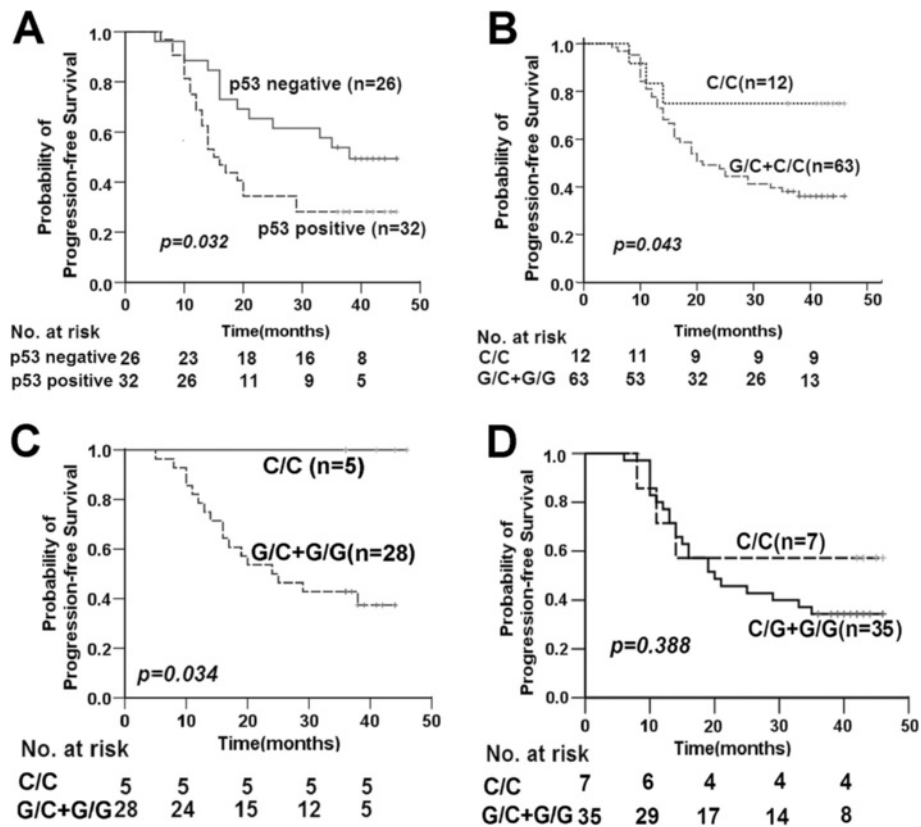 A
Probability of
Progression-free Survival
1.0
0.8
0.6
0.4
0.2
0.0
p53 negative (n=26)
p53 positive (n=32)
p=0.032
0 10 20 30 40 50
Time(months)
No. at risk
p53 negative 26 23 18 16 8
p53 positive 32 26 11 9 5
B
Probability of
Progression-free Survival
1.0
0.8
0.6
0.4
0.2
0.0
C/C(n=12)
G/C+C/C(n=63)
p=0.043
0 10 20 30 40 50
Time(months)
No. at risk
C/C 12 11 9 9 9
G/C+G/G 63 53 32 26 13
C
Probability of
Progression-free Survival
1.0
0.8
0.6
0.4
0.2
0.0
C/C (n=5)
G/C+G/G(n=28)
p=0.034
0 10 20 30 40 50
Time(months)
No. at risk
C/C 5 5 5 5 5
G/C+G/G 28 24 15 12 5
D
Probability of
Progression-free Survival
1.0
0.8
0.6
0.4
0.2
0.0
C/C(n=7)
C/G+G/G(n=35)
p=0.388
0 10 20 30 40 50
Time(months)
No. at risk
C/C 7 6 4 4 4
G/C+G/G 35 29 17 14 8